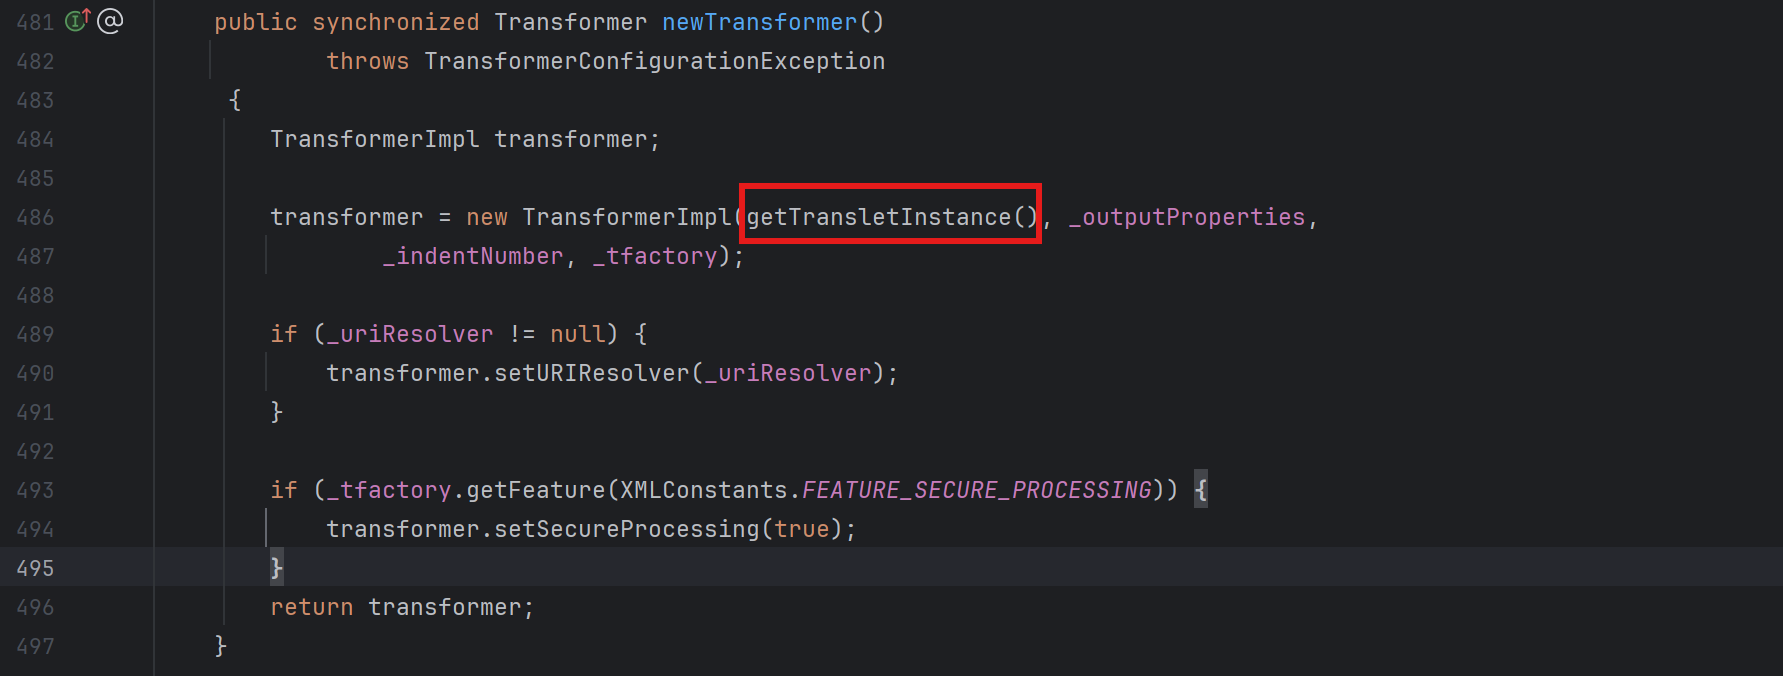 481 public synchronized Transformer newTransformer()
482 throws TransformerConfigurationException
483 {
484 TransformerImpl transformer;
485
486 transformer = new TransformerImpl(getTransletInstance(), _outputProperties,
487 _indentNumber, _tfactory);
488
489 if (_uriResolver != null) {
490 transformer.setURIResolver(_uriResolver);
491 }
492
493 if (_tfactory.getFeature(XMLConstants.FEATURE_SECURE_PROCESSING)) {
494 transformer.setSecureProcessing(true);
495 }
496 return transformer;
497 }